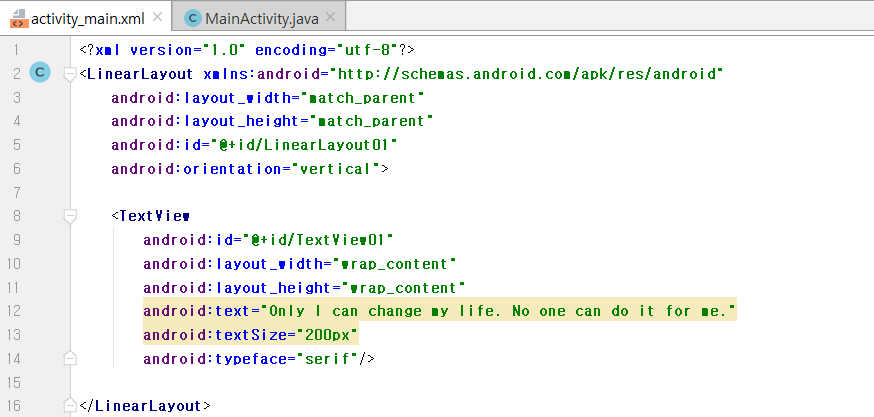 activity_main.xml MainActivity.java
1 <?xml version="1.0" encoding="utf-8"?>
2 C <LinearLayout xmlns:android="http://schemas.android.com/apk/res/android"
3 android:layout_width="match_parent"
4 android:layout_height="match_parent"
5 android:id="@+id/LinearLayout01"
6 android:orientation="vertical">
7
8 <TextView
9 android:id="@+id/TextView01"
10 android:layout_width="wrap_content"
11 android:layout_height="wrap_content"
12 android:text="Only I can change my life. No one can do it for me."
13 android:textSize="200px"
14 android:typeface="serif"/>
15
16 </LinearLayout>